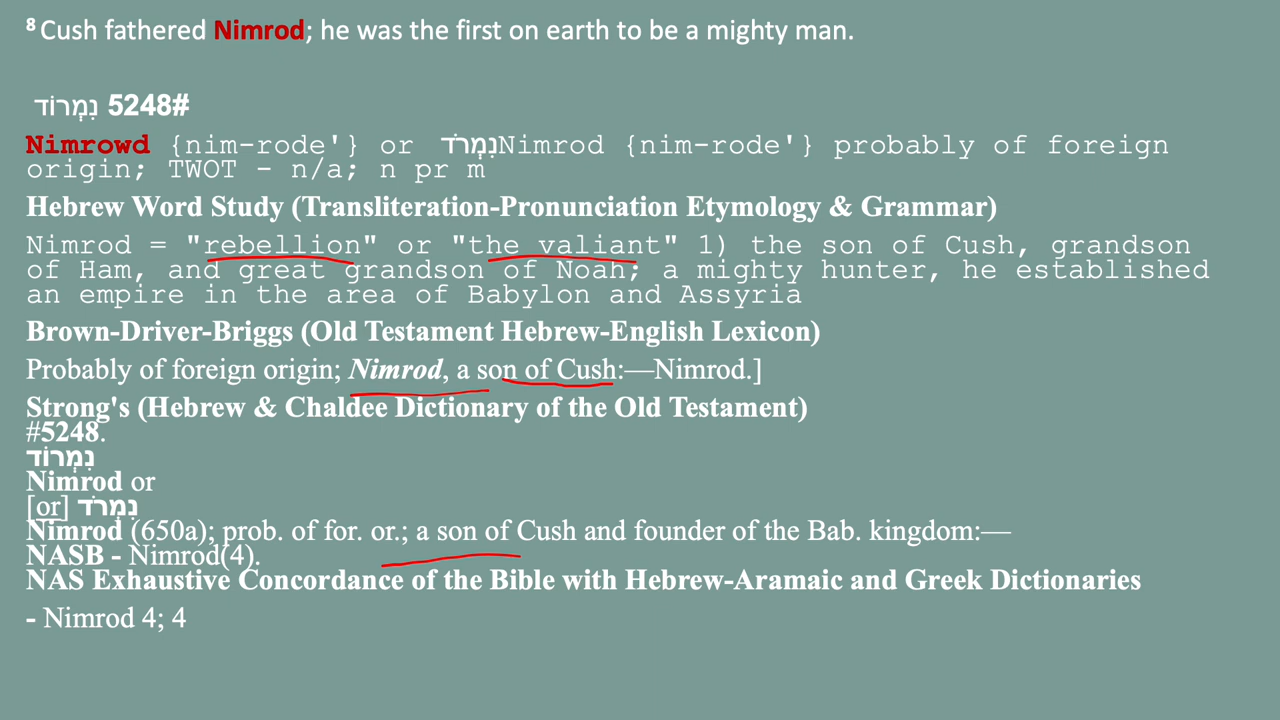 ⁸ Cush fathered Nimrod; he was the first on earth to be a mighty man.
נִמְרוֹד 5248#
Nimrowd {nim-rode'} or נִמְרֹדNimrod {nim-rode'} probably of foreign
origin; TWOT - n/a; n pr m
Hebrew Word Study (Transliteration-Pronunciation Etymology & Grammar)
Nimrod = "rebellion" or "the valiant" 1) the son of Cush, grandson
of Ham, and great grandson of Noah; a mighty hunter, he established
an empire in the area of Babylon and Assyria
Brown-Driver-Briggs (Old Testament Hebrew-English Lexicon)
Probably of foreign origin; Nimrod, a son of Cush:—Nimrod.]
Strong's (Hebrew & Chaldee Dictionary of the Old Testament)
#5248.
נִמְרוֹד
Nimrod or
[or] נִמְרֹד
Nimrod (650a); prob. of for. or.; a son of Cush and founder of the Bab. kingdom:—
NASB - Nimrod(4).
NAS Exhaustive Concordance of the Bible with Hebrew-Aramaic and Greek Dictionaries
- Nimrod 4; 4